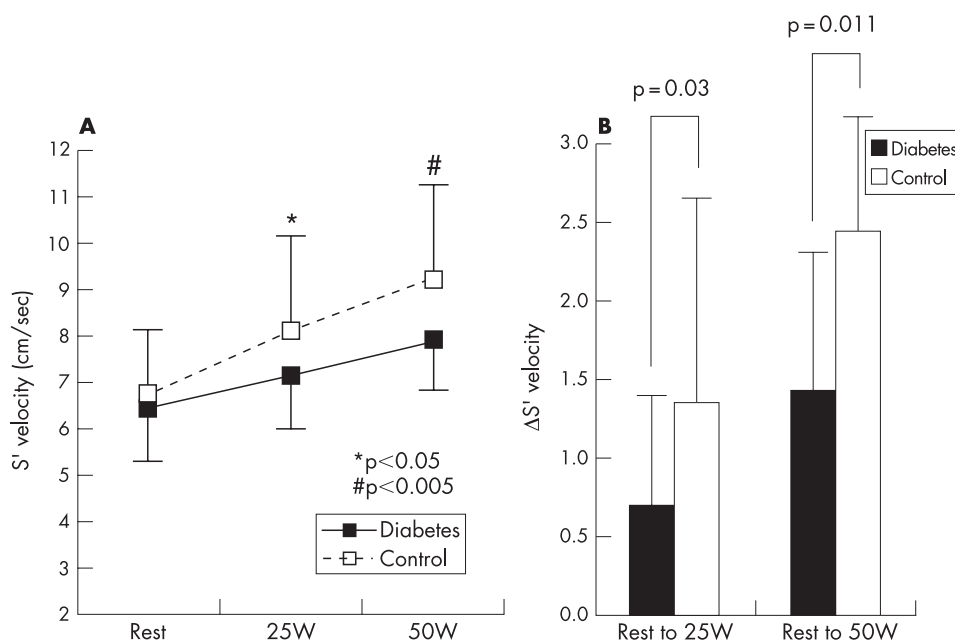 A
12
11
10
9
8
7
6
5
4
3
2
S' velocity (cm/sec)
*
#
*p<0.05
#p<0.005
Diabetes
Control
Rest
25W
50W
B
p=0.03
p=0.011
3.0
2.5
2.0
1.5
1.0
0.5
0.0
ΔS' velocity
Diabetes
Control
Rest to 25W
Rest to 50W